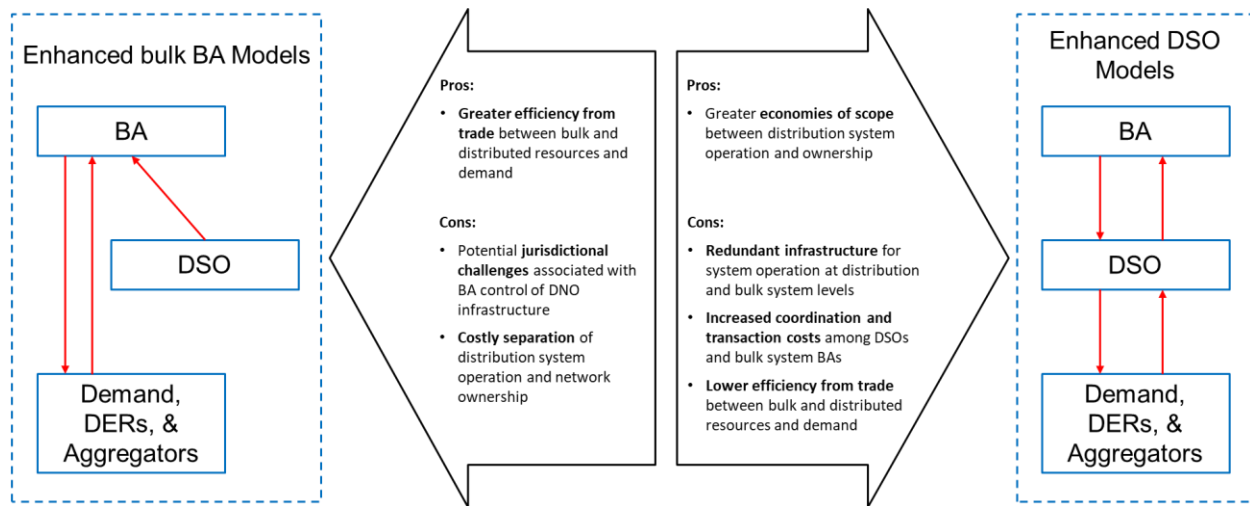 Enhanced bulk BA Models
BA
DSO
Demand,
DERs, &
Aggregators
Pros:
• Greater efficiency from
trade between bulk and
distributed resources and
demand
Cons:
• Potential jurisdictional
challenges associated with
BA control of DNO
infrastructure
• Costly separation of
distribution system
operation and network
ownership
Pros:
• Greater economies of scope
between distribution system
operation and ownership
Cons:
• Redundant infrastructure for
system operation at distribution
and bulk system levels
• Increased coordination and
transaction costs among DSOs
and bulk system BAs
• Lower efficiency from trade
between bulk and distributed
resources and demand
Enhanced DSO
Models
BA
DSO
Demand,
DERs, &
Aggregators